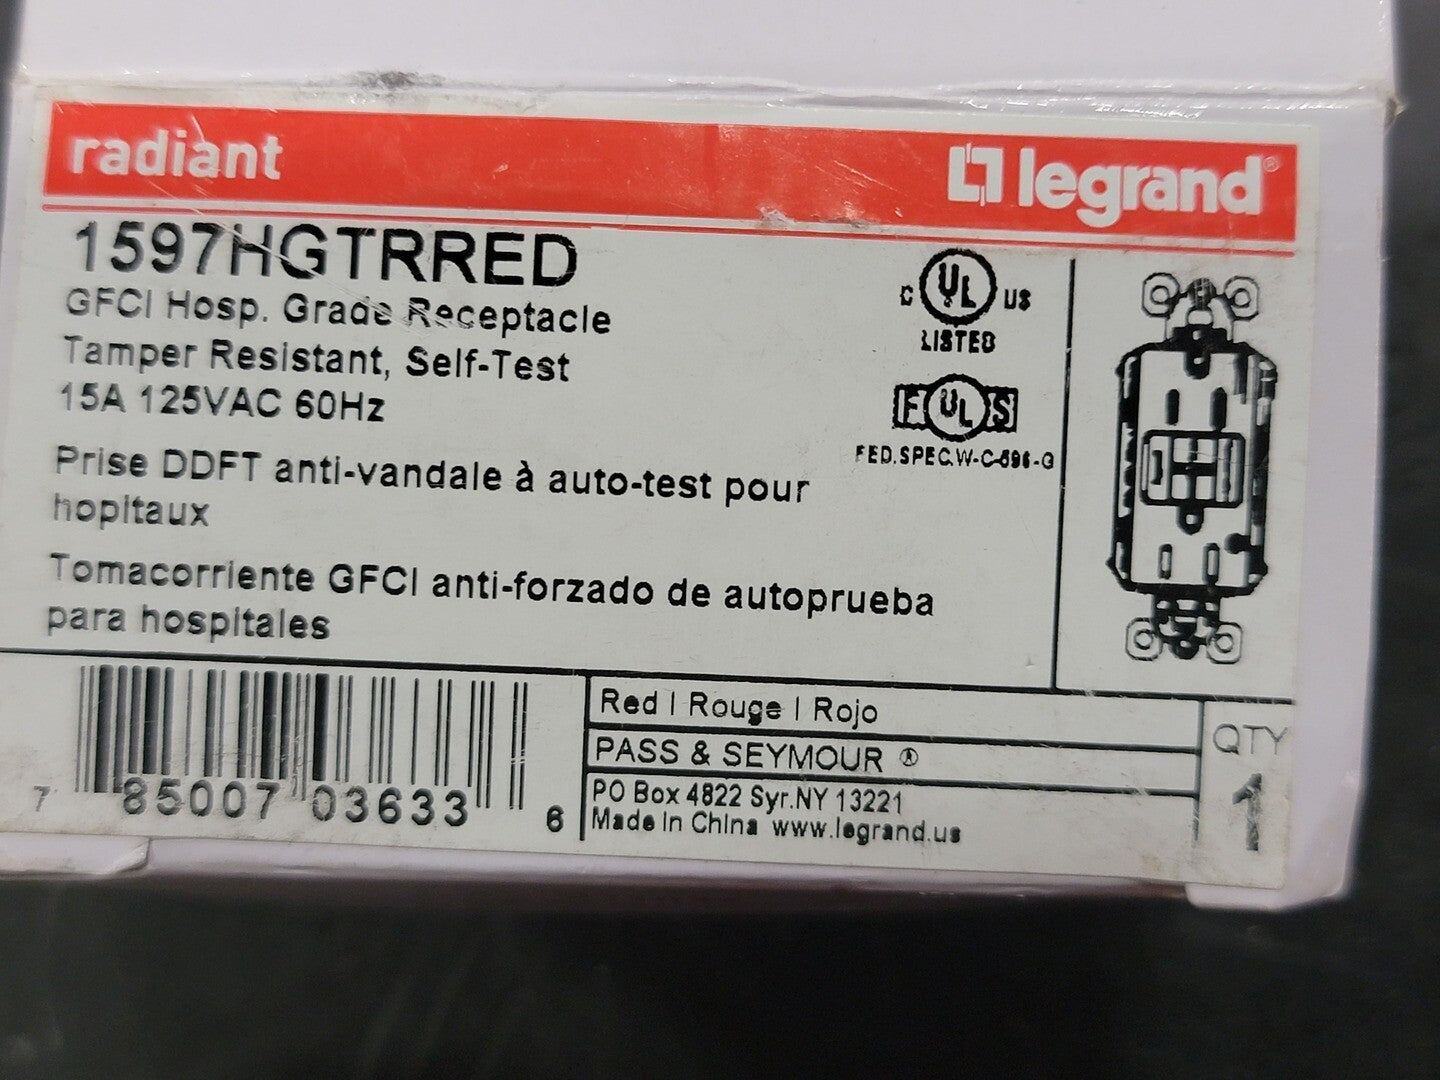 radiant
legrand®
1597HGTRRED
GFCI Hosp. Grade Receptacle
Tamper Resistant, Self-Test
15A 125VAC 60Hz
Prise DDFT anti-vandale à auto-test pour
hopitaux
Tomacorriente GFCI anti-forzado de autoprueba
para hospitales
C UL US
LISTED
F UL S
FED.SPEC.W-C-596-G
7 85007 03633 6
Red | Rouge | Rojo
PASS & SEYMOUR ®
PO Box 4822 Syr.NY 13221
Made in China www.legrand.us
QTY
1